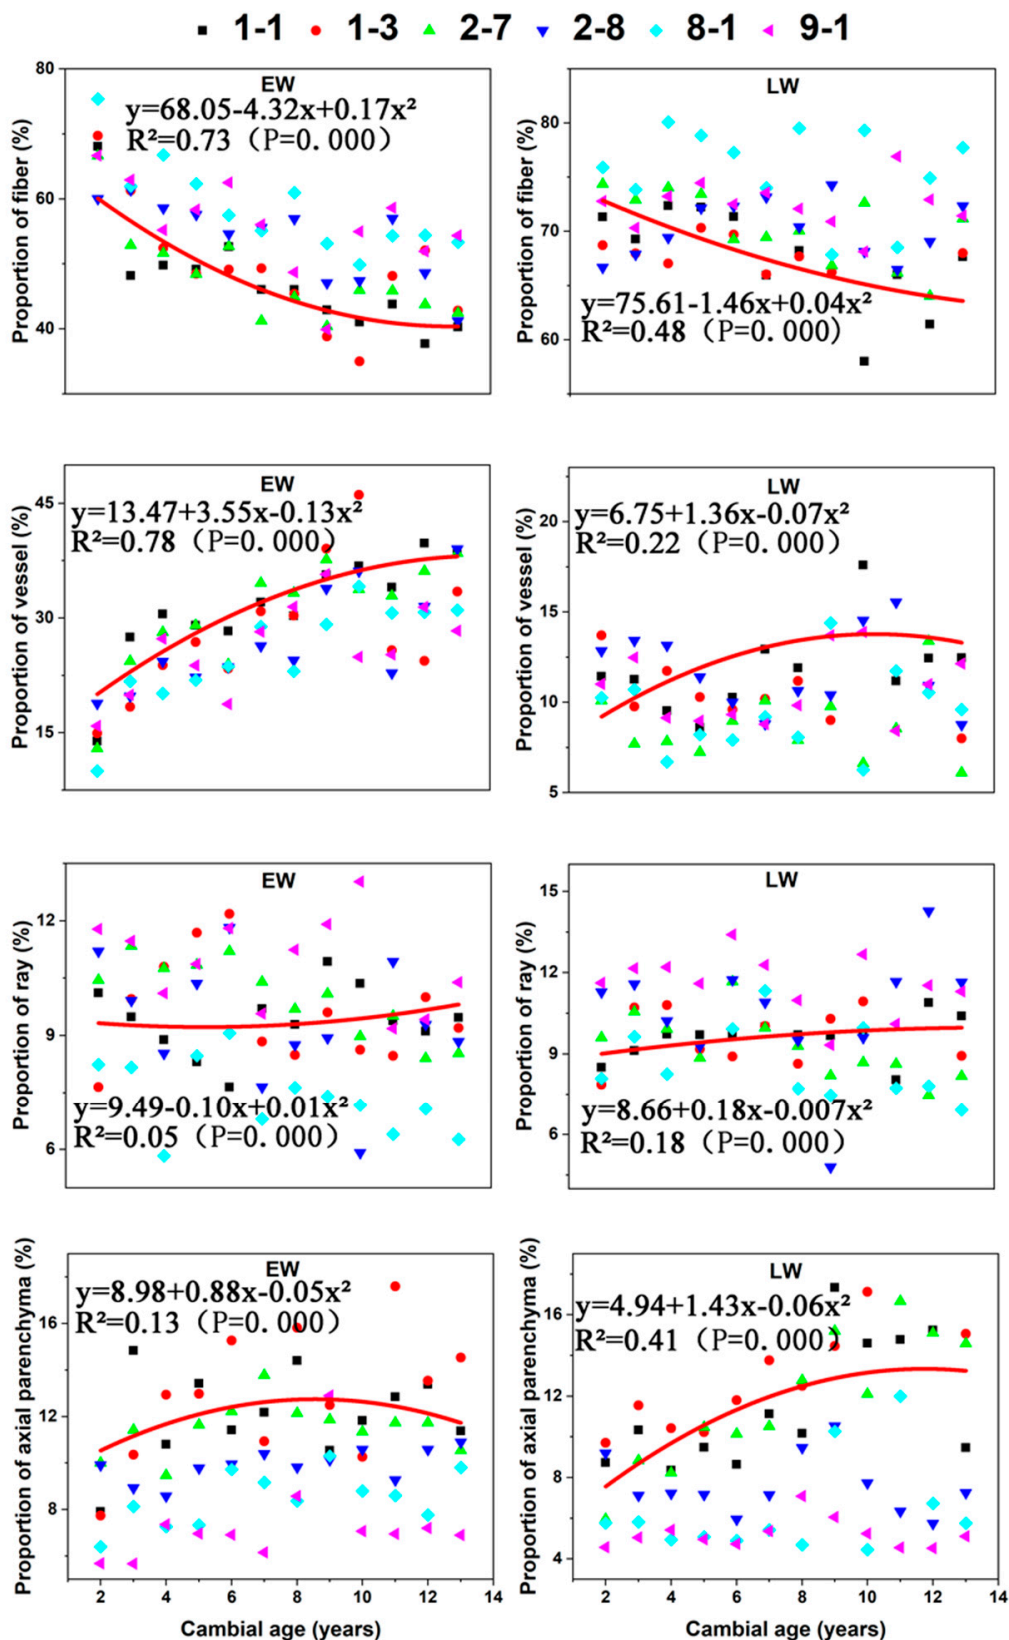 1-1 1-3 2-7 2-8 8-1 9-1
EW
y=68.05-4.32x+0.17x²
R²=0.73 (P=0.000)
Proportion of fiber (%)
80
60
40
LW
y=75.61-1.46x+0.04x²
R²=0.48 (P=0.000)
Proportion of fiber (%)
80
70
60
EW
y=13.47+3.55x-0.13x²
R²=0.78 (P=0.000)
Proportion of vessel (%)
45
30
15
LW
y=6.75+1.36x-0.07x²
R²=0.22 (P=0.000)
Proportion of vessel (%)
20
15
10
5
EW
y=9.49-0.10x+0.01x²
R²=0.05 (P=0.000)
Proportion of ray (%)
12
9
6
LW
y=8.66+0.18x-0.007x²
R²=0.18 (P=0.000)
Proportion of ray (%)
15
12
9
6
EW
y=8.98+0.88x-0.05x²
R²=0.13 (P=0.000)
Proportion of axial parenchyma (%)
16
12
8
2 4 6 8 10 12 14
Cambial age (years)
LW
y=4.94+1.43x-0.06x²
R²=0.41 (P=0.000)
Proportion of axial parenchyma (%)
16
12
8
4
2 4 6 8 10 12 14
Cambial age (years)